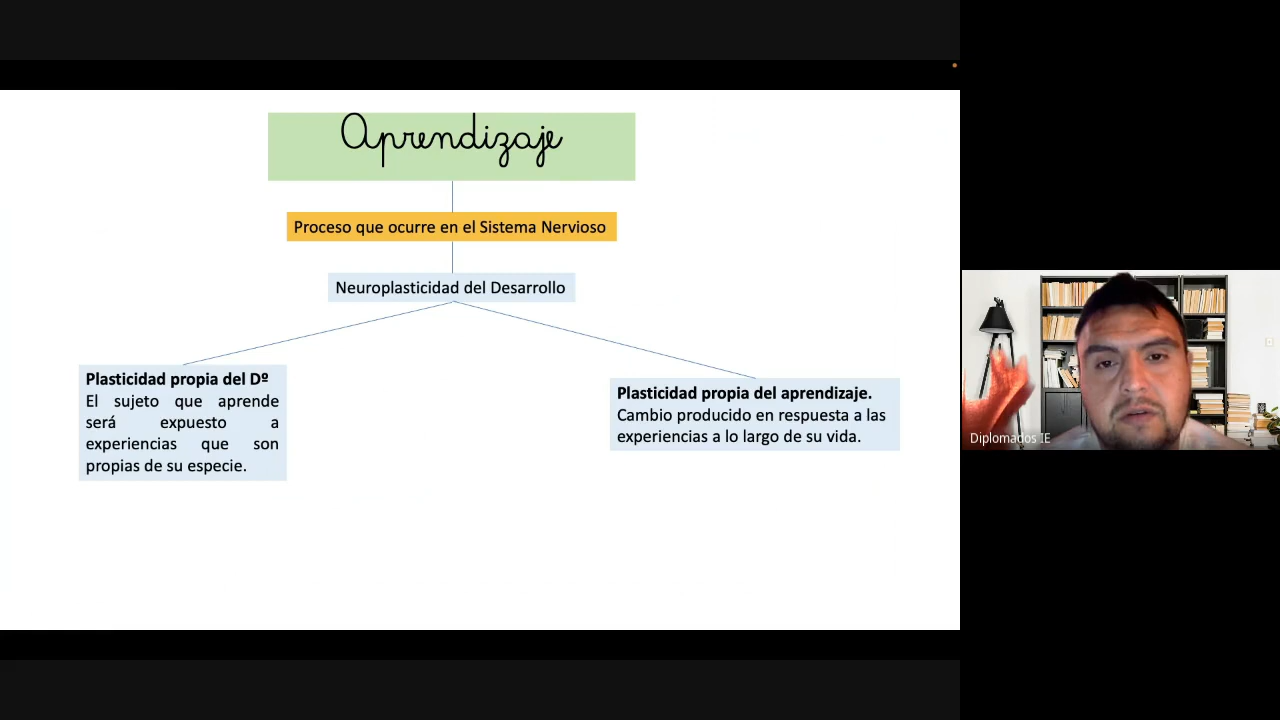 Aprendizaje
Proceso que ocurre en el Sistema Nervioso
Neuroplasticidad del Desarrollo
Plasticidad propia del Dº
El sujeto que aprende
será expuesto a
experiencias que son
propias de su especie.
Plasticidad propia del aprendizaje.
Cambio producido en respuesta a las
experiencias a lo largo de su vida.
Diplomados IE